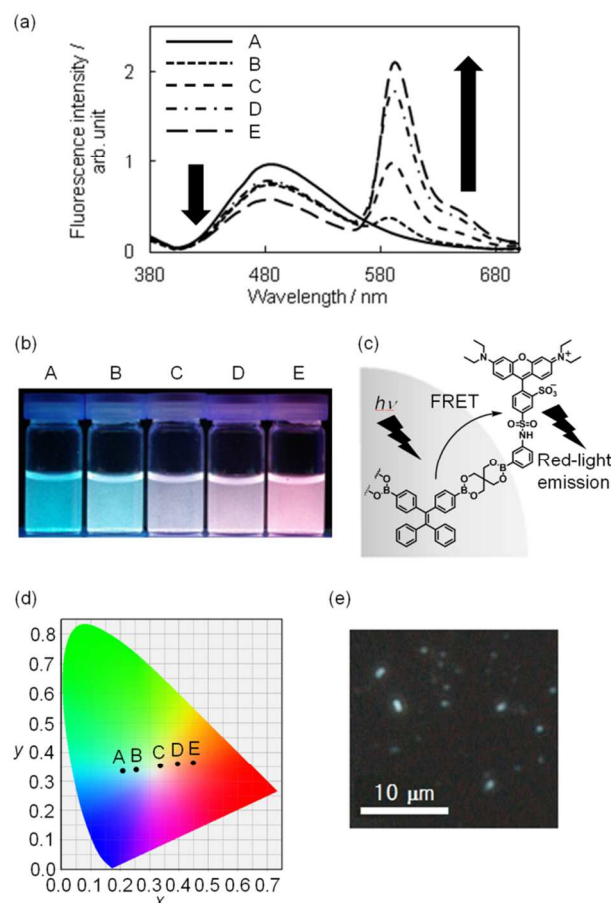 (a)
Fluorescence intensity /
arb. unit
2
1
0
A
B
C
D
E
380
480
580
680
Wavelength / nm
(b)
A B C D E
(c)
hν
FRET
Red-light
emission
N
O
N+
SO3−
O=S=O
NH
B
O
O
O
O
B
O
O
B
(d)
0.8
0.7
0.6
0.5
y 0.4
0.3
0.2
0.1
0.0
A B C D E
0.0 0.1 0.2 0.3 0.4 0.5 0.6 0.7
x
(e)
10 μm